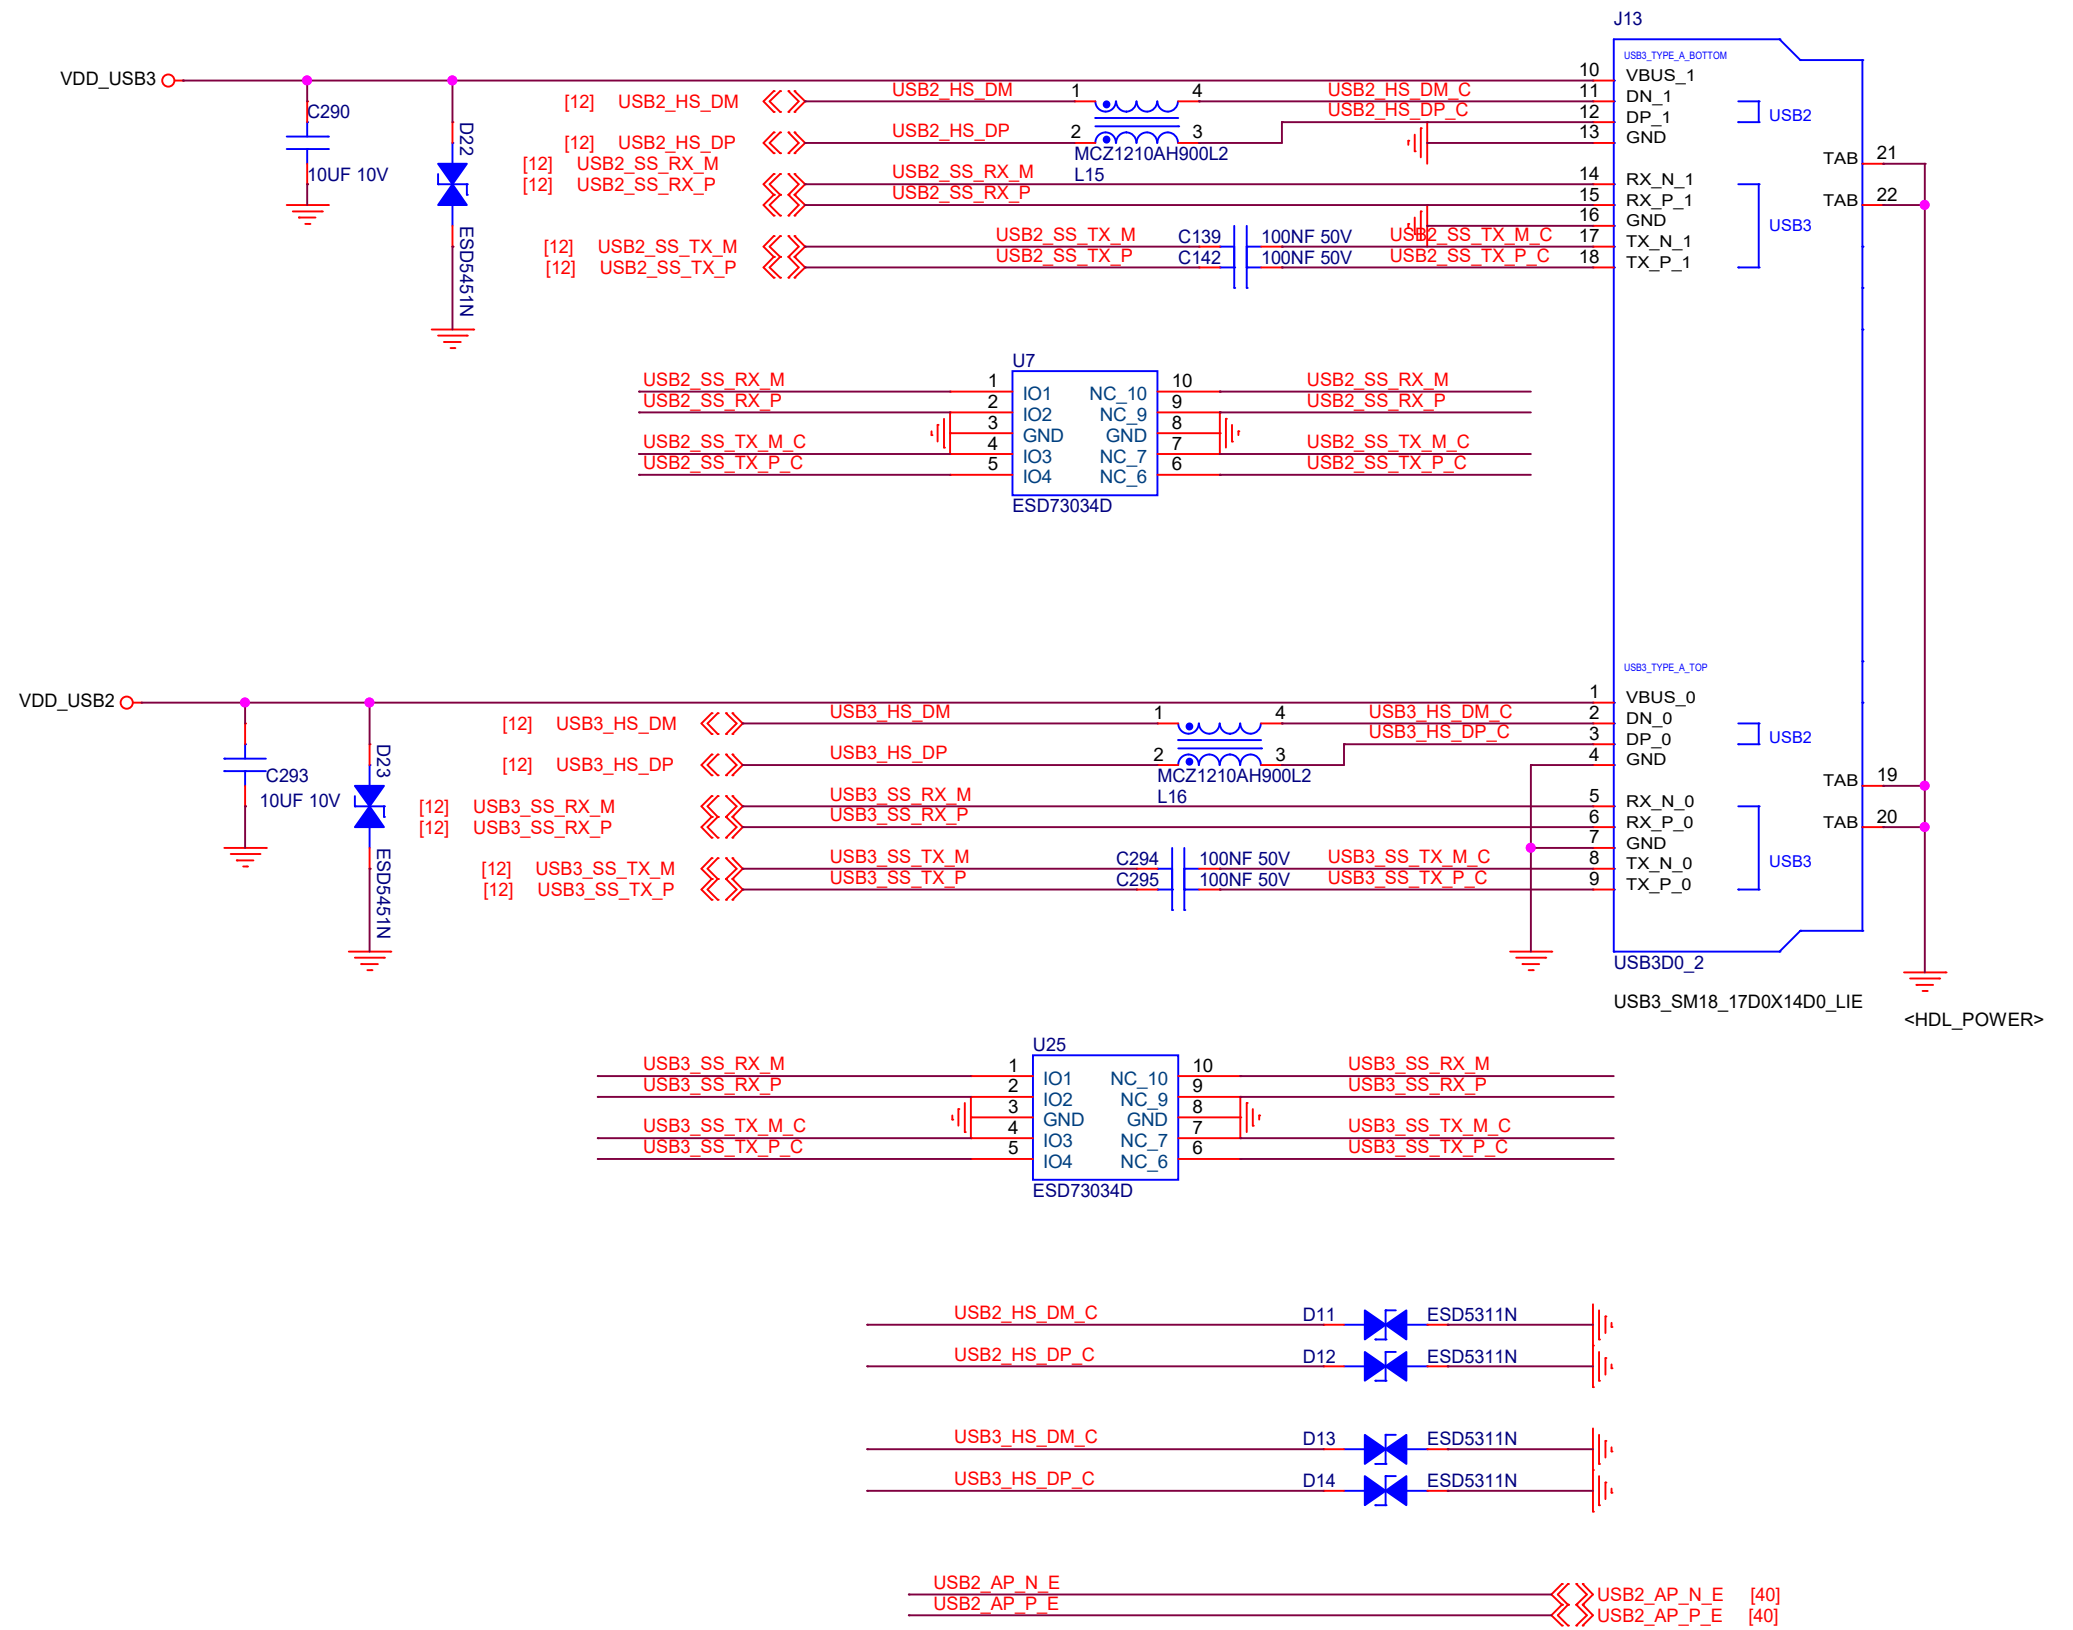 J13
USB3_TYPE_A_BOTTOM
VDD_USB3
10 VBUS_1
[12] USB2_HS_DM USB2_HS_DM 1 4 USB2_HS_DM_C 11 DN_1
USB2_HS_DP_C 12 DP_1
USB2
C290
[12] USB2_HS_DP USB2_HS_DP 2 3 13 GND
D22
MCZ1210AH900L2
L15
10UF 10V
[12] USB2_SS_RX_M USB2_SS_RX_M 14 RX_N_1
[12] USB2_SS_RX_P USB2_SS_RX_P 15 RX_P_1
16 GND
USB3
TAB 21
TAB 22
ESD5451N
[12] USB2_SS_TX_M USB2_SS_TX_M C139 100NF 50V USB2_SS_TX_M_C 17 TX_N_1
[12] USB2_SS_TX_P USB2_SS_TX_P C142 100NF 50V USB2_SS_TX_P_C 18 TX_P_1
U7
USB2_SS_RX_M 1 IO1 NC_10 10 USB2_SS_RX_M
USB2_SS_RX_P 2 IO2 NC_9 9 USB2_SS_RX_P
3 GND GND 8
USB2_SS_TX_M_C 4 IO3 NC_7 7 USB2_SS_TX_M_C
USB2_SS_TX_P_C 5 IO4 NC_6 6 USB2_SS_TX_P_C
ESD73034D
USB3_TYPE_A_TOP
VDD_USB2
1 VBUS_0
[12] USB3_HS_DM USB3_HS_DM 1 4 USB3_HS_DM_C 2 DN_0
USB3_HS_DP_C 3 DP_0
USB2
[12] USB3_HS_DP USB3_HS_DP 2 3 4 GND
D23
C293
MCZ1210AH900L2
L16
10UF 10V
TAB 19
[12] USB3_SS_RX_M USB3_SS_RX_M 5 RX_N_0
[12] USB3_SS_RX_P USB3_SS_RX_P 6 RX_P_0
TAB 20
7 GND
USB3
ESD5451N
[12] USB3_SS_TX_M USB3_SS_TX_M C294 100NF 50V USB3_SS_TX_M_C 8 TX_N_0
[12] USB3_SS_TX_P USB3_SS_TX_P C295 100NF 50V USB3_SS_TX_P_C 9 TX_P_0
USB3D0_2
USB3_SM18_17D0X14D0_LIE
<HDL_POWER>
U25
USB3_SS_RX_M 1 IO1 NC_10 10 USB3_SS_RX_M
USB3_SS_RX_P 2 IO2 NC_9 9 USB3_SS_RX_P
3 GND GND 8
USB3_SS_TX_M_C 4 IO3 NC_7 7 USB3_SS_TX_M_C
USB3_SS_TX_P_C 5 IO4 NC_6 6 USB3_SS_TX_P_C
ESD73034D
USB2_HS_DM_C D11 ESD5311N
USB2_HS_DP_C D12 ESD5311N
USB3_HS_DM_C D13 ESD5311N
USB3_HS_DP_C D14 ESD5311N
USB2_AP_N_E USB2_AP_N_E [40]
USB2_AP_P_E USB2_AP_P_E [40]